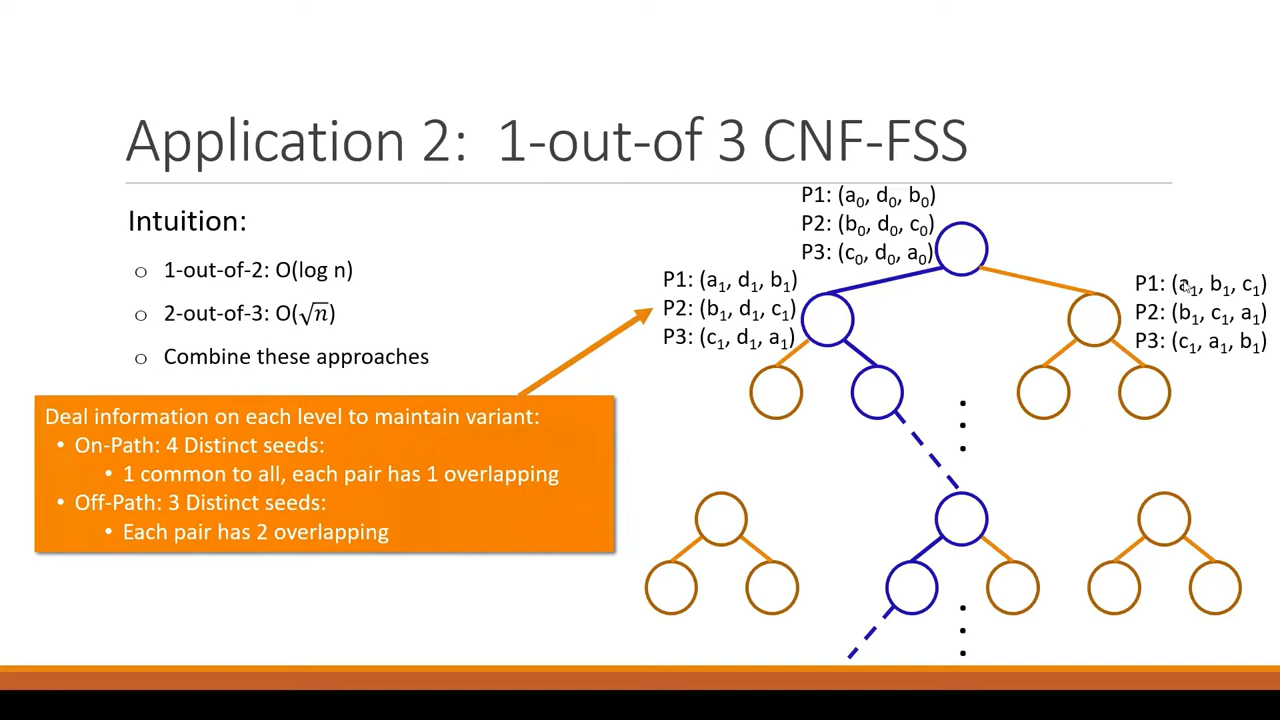 Application 2: 1-out-of 3 CNF-FSS
Intuition:
o 1-out-of-2: O(log n)
o 2-out-of-3: O(√n)
o Combine these approaches
Deal information on each level to maintain variant:
• On-Path: 4 Distinct seeds:
• 1 common to all, each pair has 1 overlapping
• Off-Path: 3 Distinct seeds:
• Each pair has 2 overlapping
P1: (a₀, d₀, b₀)
P2: (b₀, d₀, c₀)
P3: (c₀, d₀, a₀)
P1: (a₁, d₁, b₁)
P2: (b₁, d₁, c₁)
P3: (c₁, d₁, a₁)
P1: (a₁, b₁, c₁)
P2: (b₁, c₁, a₁)
P3: (c₁, a₁, b₁)